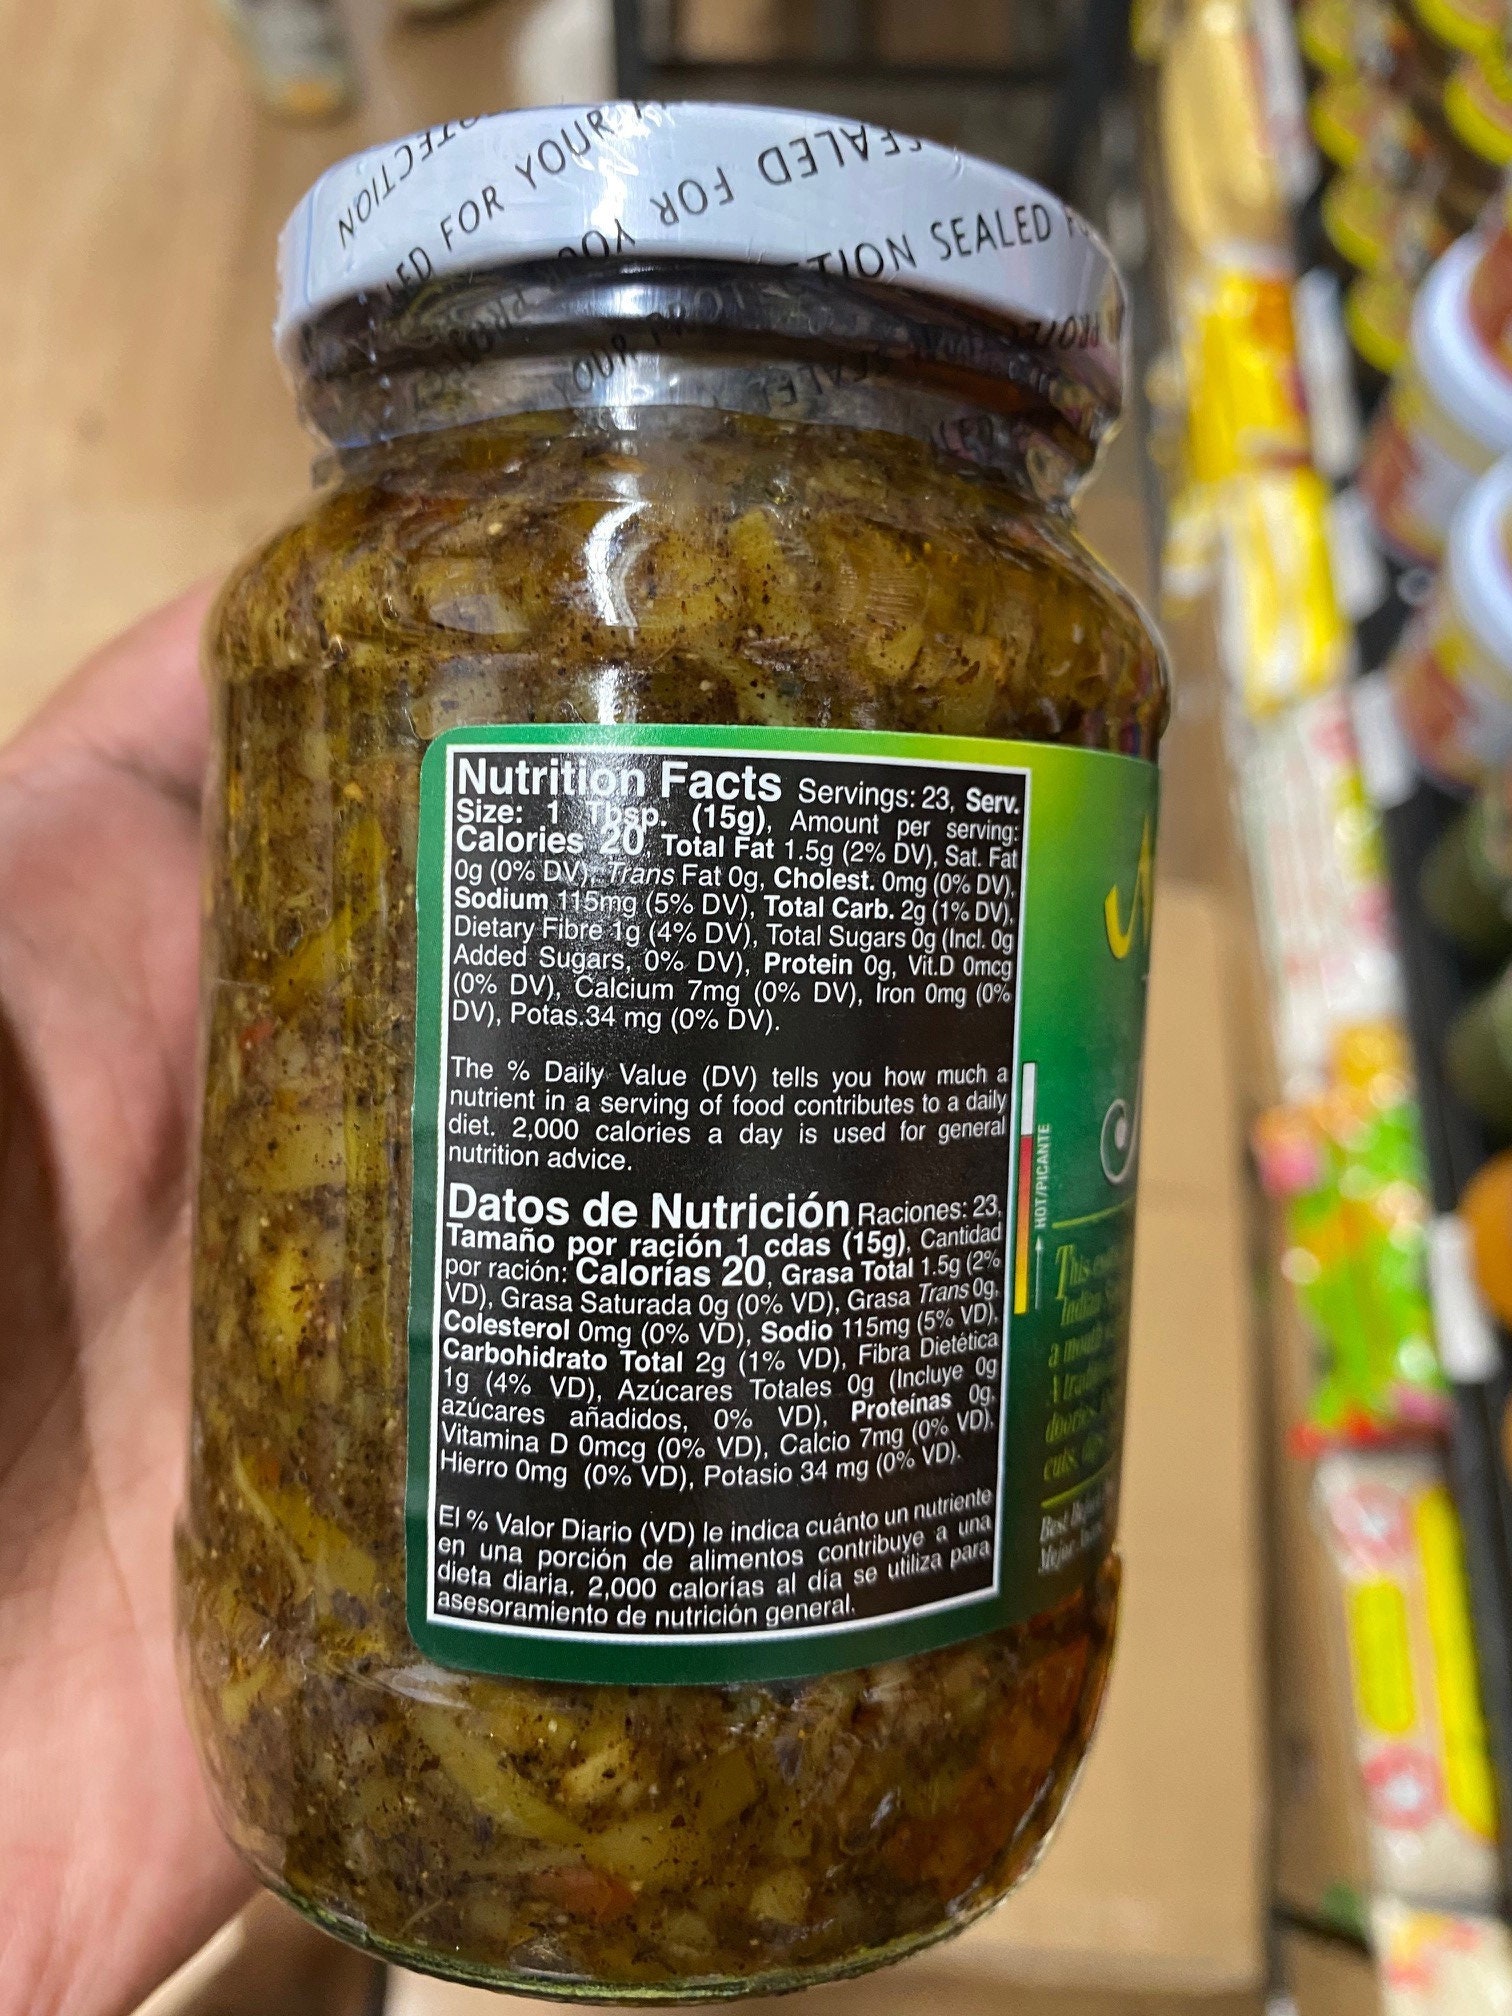 PROTECTION
FOR YOUR
SEALED FOR YOUR
TION SEALED
Nutrition Facts Servings: 23, Serv.
Size: 1 Tbsp. (15g), Amount per serving:
Calories 20, Total Fat 1.5g (2% DV), Sat. Fat
0g (0% DV), Trans Fat 0g, Cholest. 0mg (0% DV),
Sodium 115mg (5% DV), Total Carb. 2g (1% DV),
Dietary Fibre 1g (4% DV), Total Sugars 0g (Incl. 0g
Added Sugars, 0% DV), Protein 0g, Vit.D 0mcg
(0% DV), Calcium 7mg (0% DV), Iron 0mg (0%
DV), Potas.34 mg (0% DV).
The % Daily Value (DV) tells you how much a
nutrient in a serving of food contributes to a daily
diet. 2,000 calories a day is used for general
nutrition advice.
Datos de Nutrición Raciones: 23,
Tamaño por ración 1 cdas (15g), Cantidad
por ración: Calorías 20, Grasa Total 1.5g (2%
VD), Grasa Saturada 0g (0% VD), Grasa Trans 0g,
Colesterol 0mg (0% VD), Sodio 115mg (5% VD),
Carbohidrato Total 2g (1% VD), Fibra Dietética
1g (4% VD), Azúcares Totales 0g (Incluye 0g
azúcares añadidos, 0% VD), Proteínas 0g,
Vitamina D 0mcg (0% VD), Calcio 7mg (0% VD),
Hierro 0mg (0% VD), Potasio 34 mg (0% VD).
El % Valor Diario (VD) le indica cuánto un nutriente
en una porción de alimentos contribuye a una
dieta diaria. 2,000 calorías al día se utiliza para
asesoramiento de nutrición general.
HOT/PICANTE
This
Indian
a
A
cuts,
Best